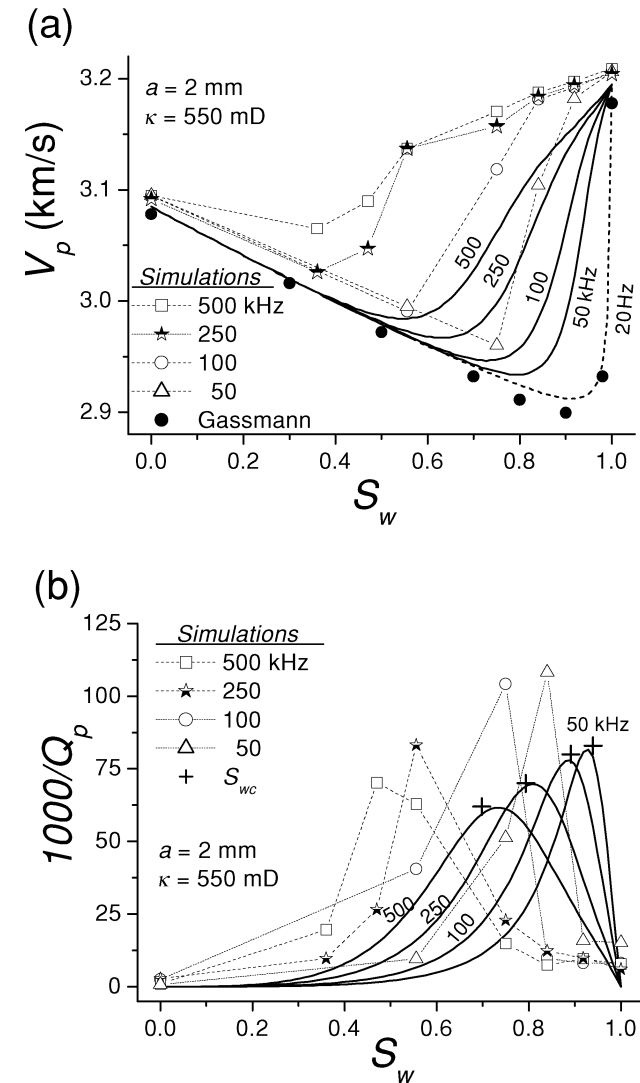 (a)
3.2
3.1
3.0
2.9
V_p (km/s)
a = 2 mm
κ = 550 mD
Simulations
500 kHz
250
100
50
Gassmann
500
250
100
50 kHz
20Hz
0.0 0.2 0.4 0.6 0.8 1.0
S_w
(b)
125
100
75
50
25
0
1000/Q_p
Simulations
500 kHz
250
100
50
S_wc
a = 2 mm
κ = 550 mD
50 kHz
500
250
100
0.0 0.2 0.4 0.6 0.8 1.0
S_w